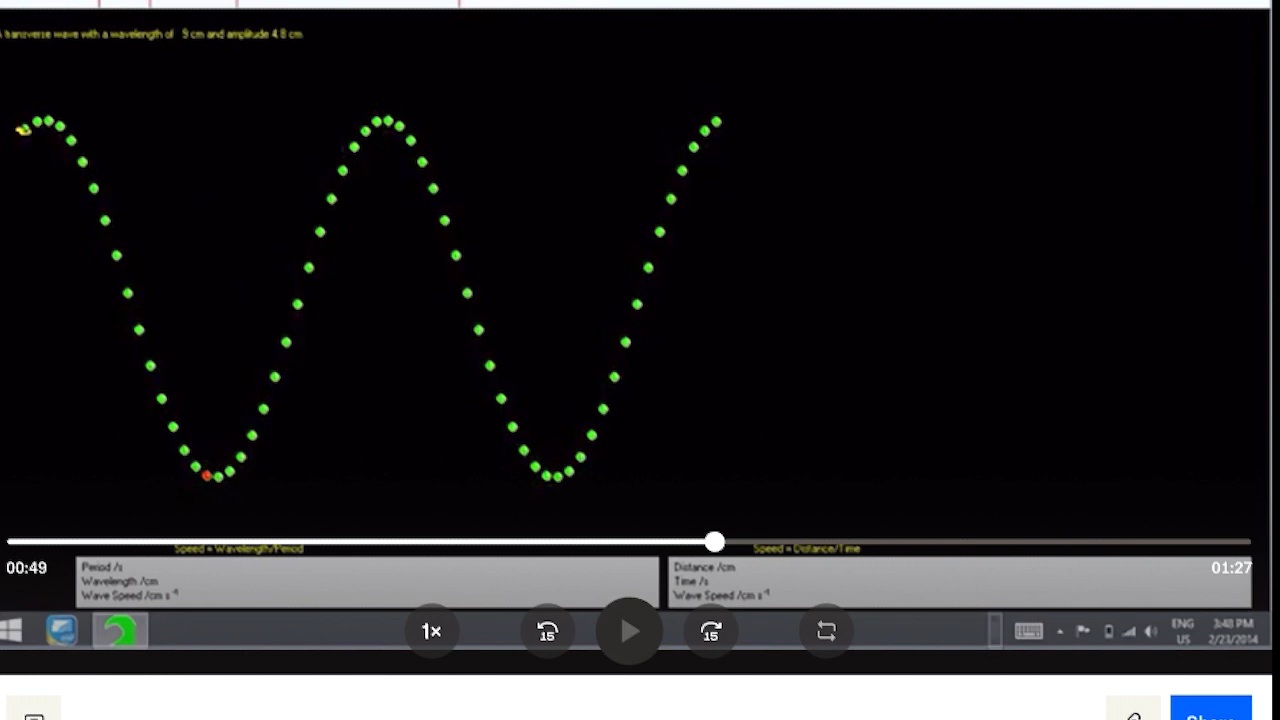 A transverse wave with a wavelength of 9 cm and amplitude 4.8 cm
Speed = Wavelength/Period
Speed = Distance/Time
00:49
01:27
Period /s
Wavelength /cm
Wave Speed /cm s⁻¹
Distance /cm
Time /s
Wave Speed /cm s⁻¹
1×
15
15
ENG
US
3:48 PM
2/23/2014
Share